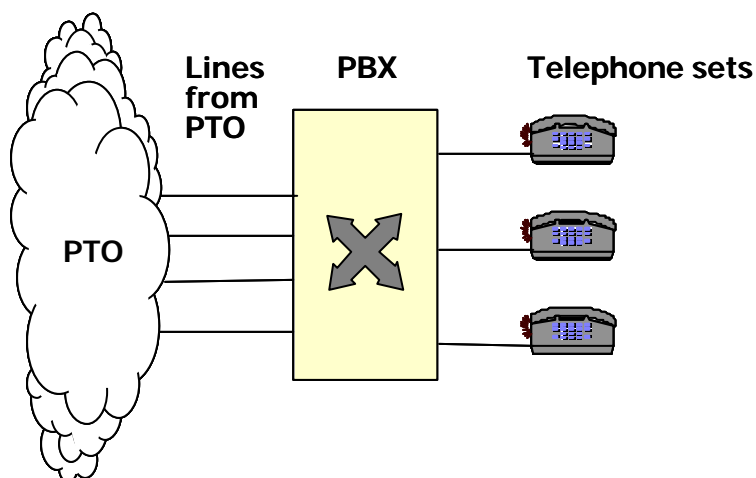 Lines
from
PTO
PBX
Telephone sets
PTO